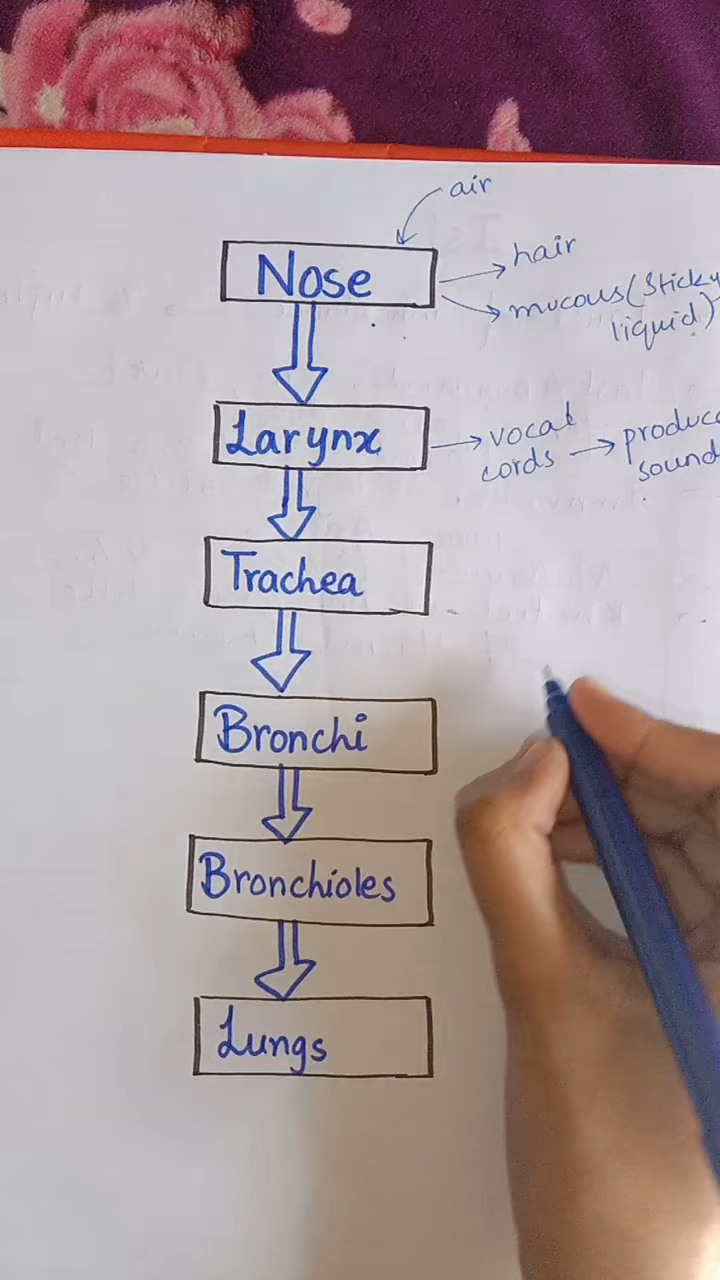 air
Nose
hair
mucous(Sticky
liquid)
Larynx
vocal
cords
produce
sound
Trachea
Bronchi
Bronchioles
Lungs